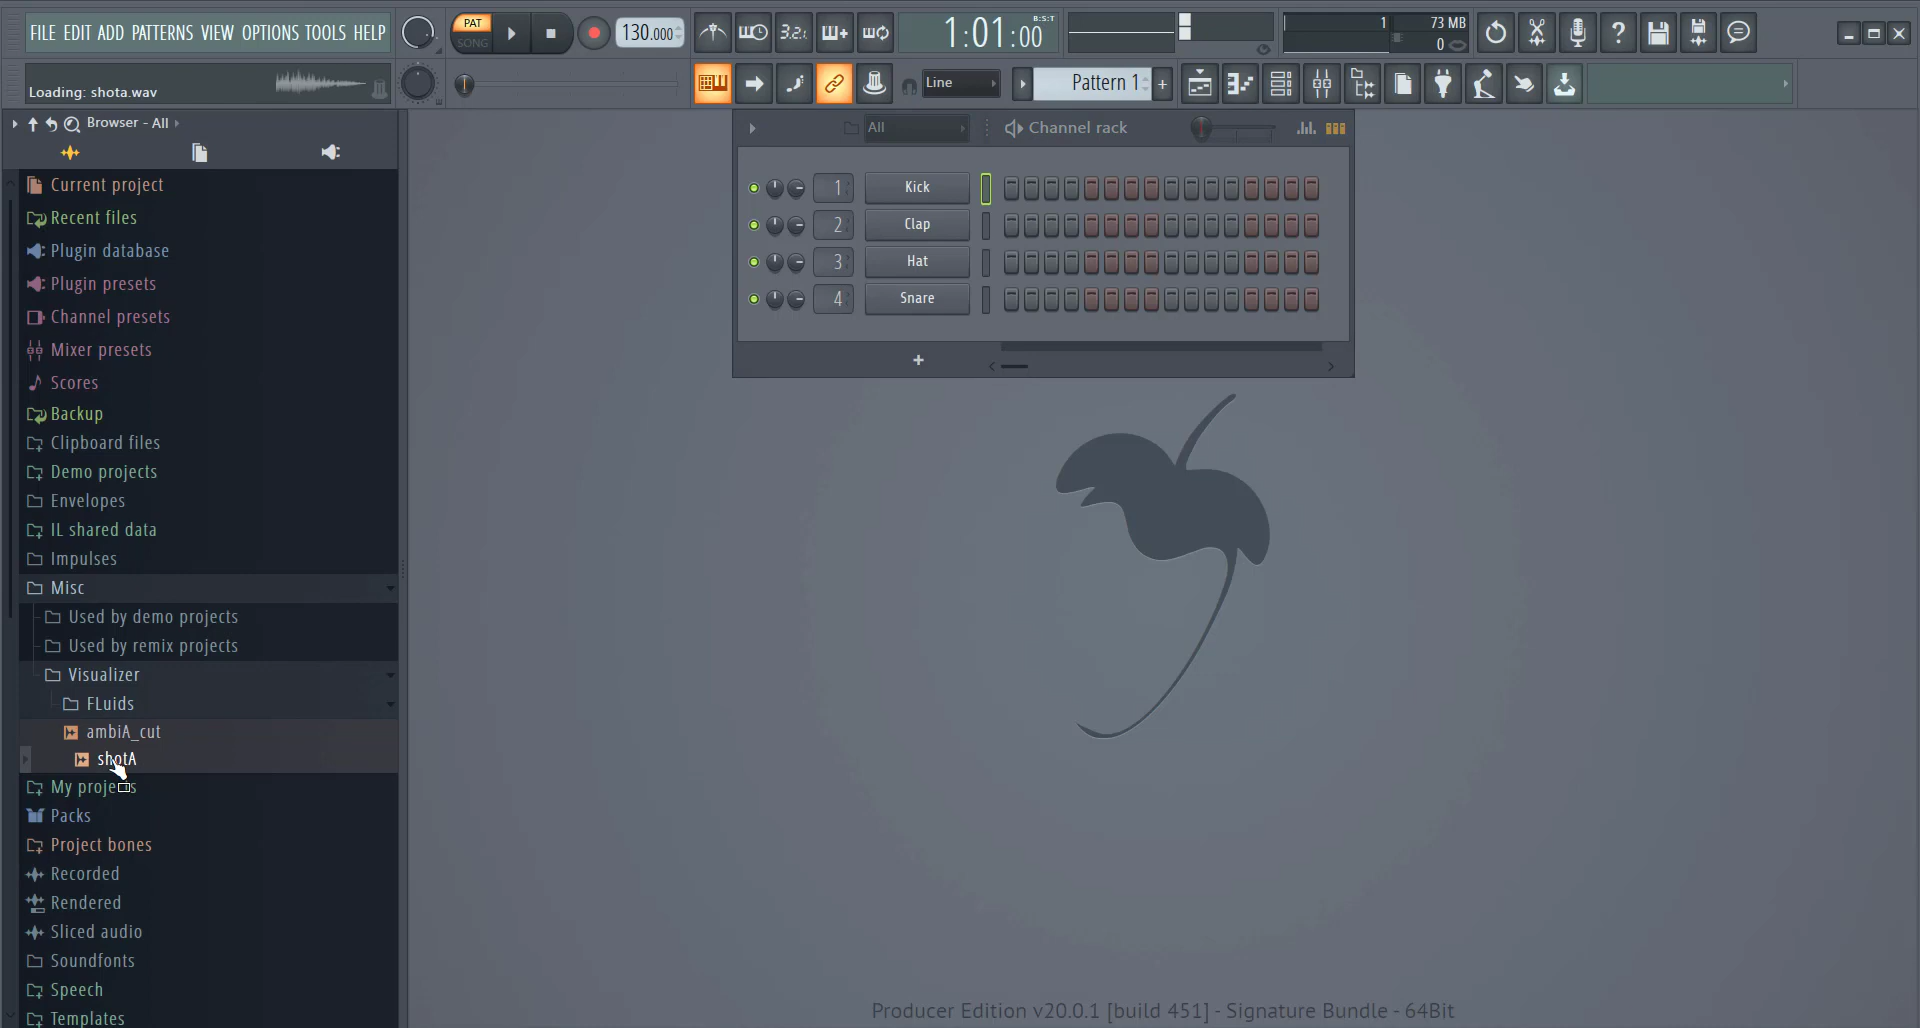 FILE EDIT ADD PATTERNS VIEW OPTIONS TOOLS HELP
PAT
SONG
130.000
3.2.
1:01:00
B:S:T
1
73 MB
0
Loading: shota.wav
Line
Pattern 1
Browser - All
All
Channel rack
Current project
Recent files
Plugin database
Plugin presets
Channel presets
Mixer presets
Scores
Backup
Clipboard files
Demo projects
Envelopes
IL shared data
Impulses
Misc
Used by demo projects
Used by remix projects
Visualizer
FLuids
ambiA_cut
shotA
My projects
Packs
Project bones
Recorded
Rendered
Sliced audio
Soundfonts
Speech
Templates
1 Kick
2 Clap
3 Hat
4 Snare
Producer Edition v20.0.1 [build 451] - Signature Bundle - 64Bit